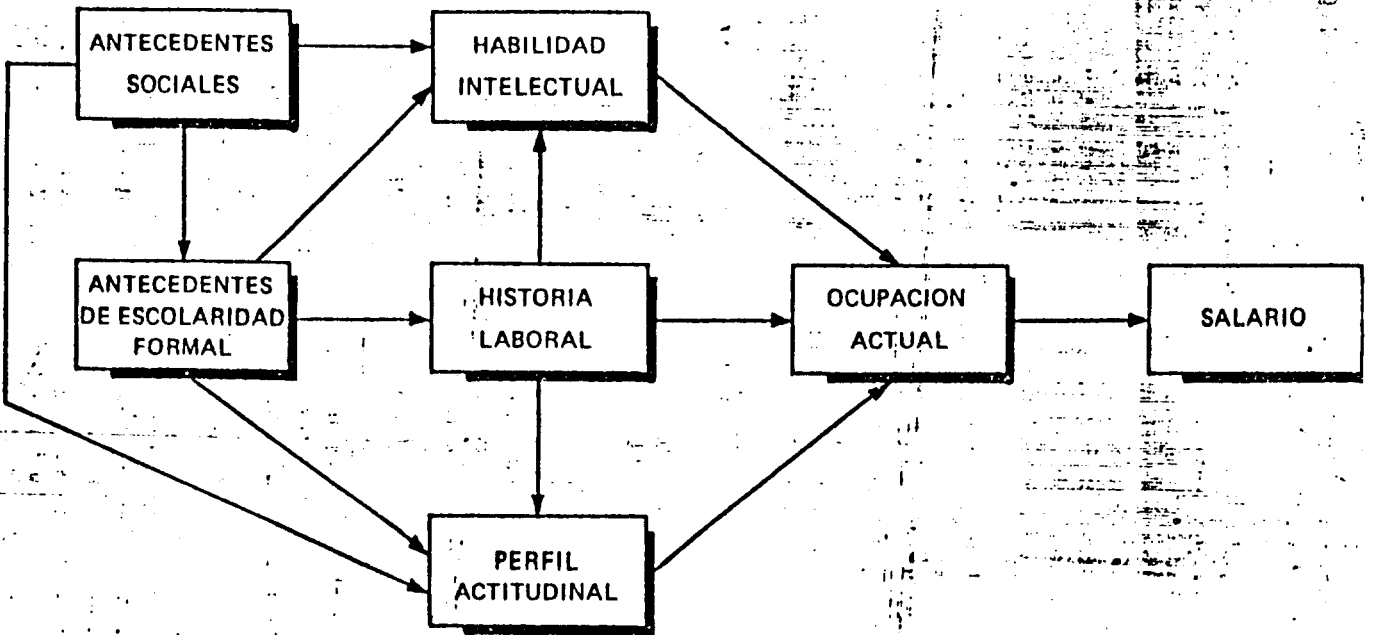 ANTECEDENTES
SOCIALES
HABILIDAD
INTELECTUAL
ANTECEDENTES
DE ESCOLARIDAD
FORMAL
HISTORIA
LABORAL
OCUPACION
ACTUAL
SALARIO
PERFIL
ACTITUDINAL